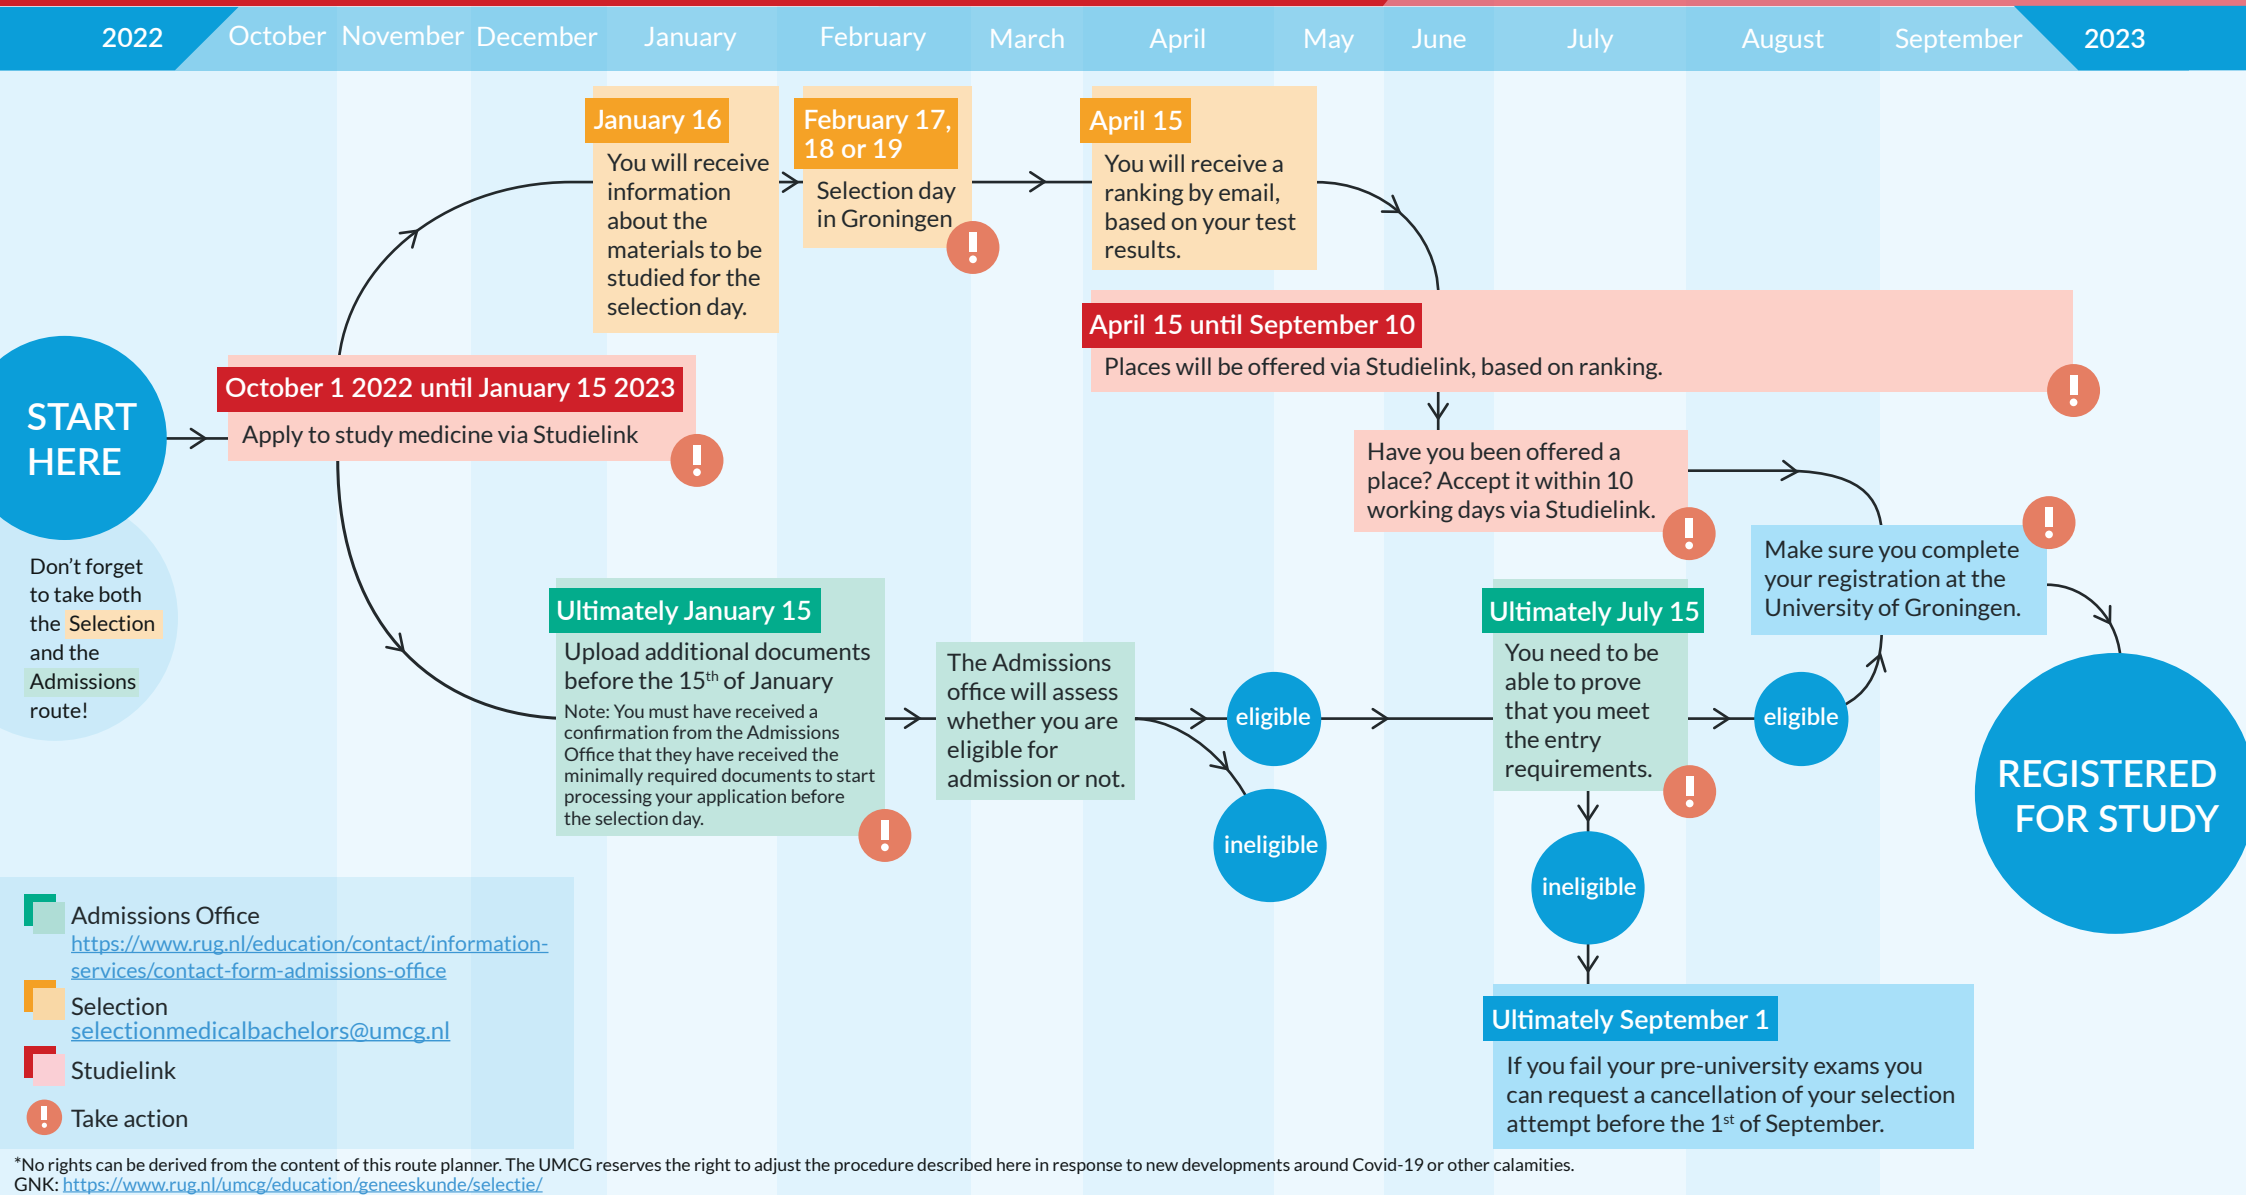 2022
October
November
December
January
February
March
April
May
June
July
August
September
2023
START
HERE
Don't forget
to take both
the Selection
and the
Admissions
route!
October 1 2022 until January 15 2023
Apply to study medicine via Studielink
January 16
You will receive
information
about the
materials to be
studied for the
selection day.
February 17,
18 or 19
Selection day
in Groningen
April 15
You will receive a
ranking by email,
based on your test
results.
April 15 until September 10
Places will be offered via Studielink, based on ranking.
Have you been offered a
place? Accept it within 10
working days via Studielink.
Make sure you complete
your registration at the
University of Groningen.
Ultimately January 15
Upload additional documents
before the 15th of January
Note: You must have received a
confirmation from the Admissions
Office that they have received the
minimally required documents to start
processing your application before
the selection day.
The Admissions
office will assess
whether you are
eligible for
admission or not.
eligible
ineligible
Ultimately July 15
You need to be
able to prove
that you meet
the entry
requirements.
eligible
ineligible
REGISTERED
FOR STUDY
Ultimately September 1
If you fail your pre-university exams you
can request a cancellation of your selection
attempt before the 1st of September.
Admissions Office
https://www.rug.nl/education/contact/information-
services/contact-form-admissions-office
Selection
selectionmedicalbachelors@umcg.nl
Studielink
Take action
*No rights can be derived from the content of this route planner. The UMCG reserves the right to adjust the procedure described here in response to new developments around Covid-19 or other calamities.
GNK: https://www.rug.nl/umcg/education/geneeskunde/selectie/